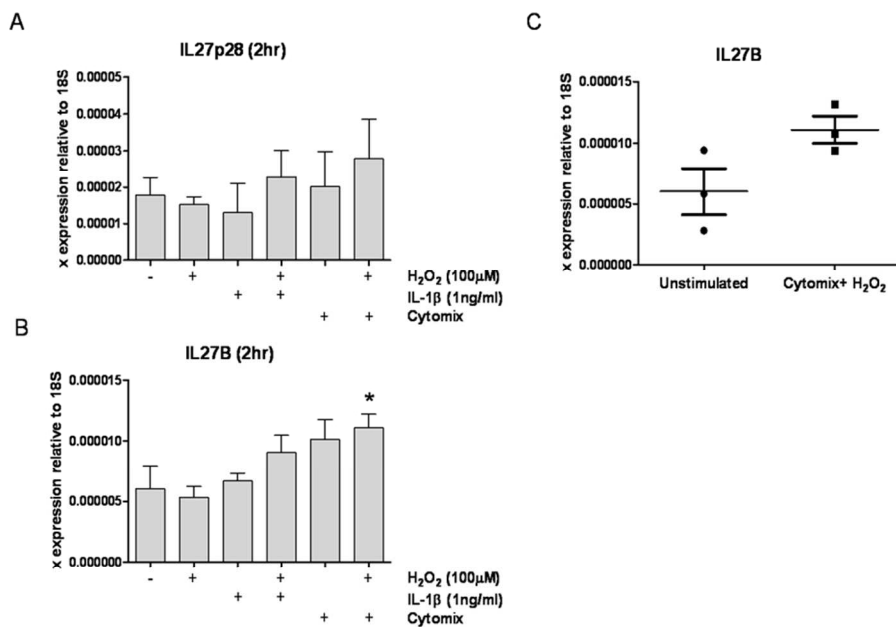 A
IL27p28 (2hr)
x expression relative to 18S
0.00005
0.00004
0.00003
0.00002
0.00001
0.00000
- + + +
H₂O₂ (100µM)
+ +
IL-1β (1ng/ml)
+ +
Cytomix
B
IL27B (2hr)
x expression relative to 18S
0.000015
0.000010
0.000005
0.000000
*
- + + +
H₂O₂ (100µM)
+ +
IL-1β (1ng/ml)
+ +
Cytomix
C
IL27B
x expression relative to 18S
0.000015
0.000010
0.000005
0.000000
Unstimulated
Cytomix+ H₂O₂